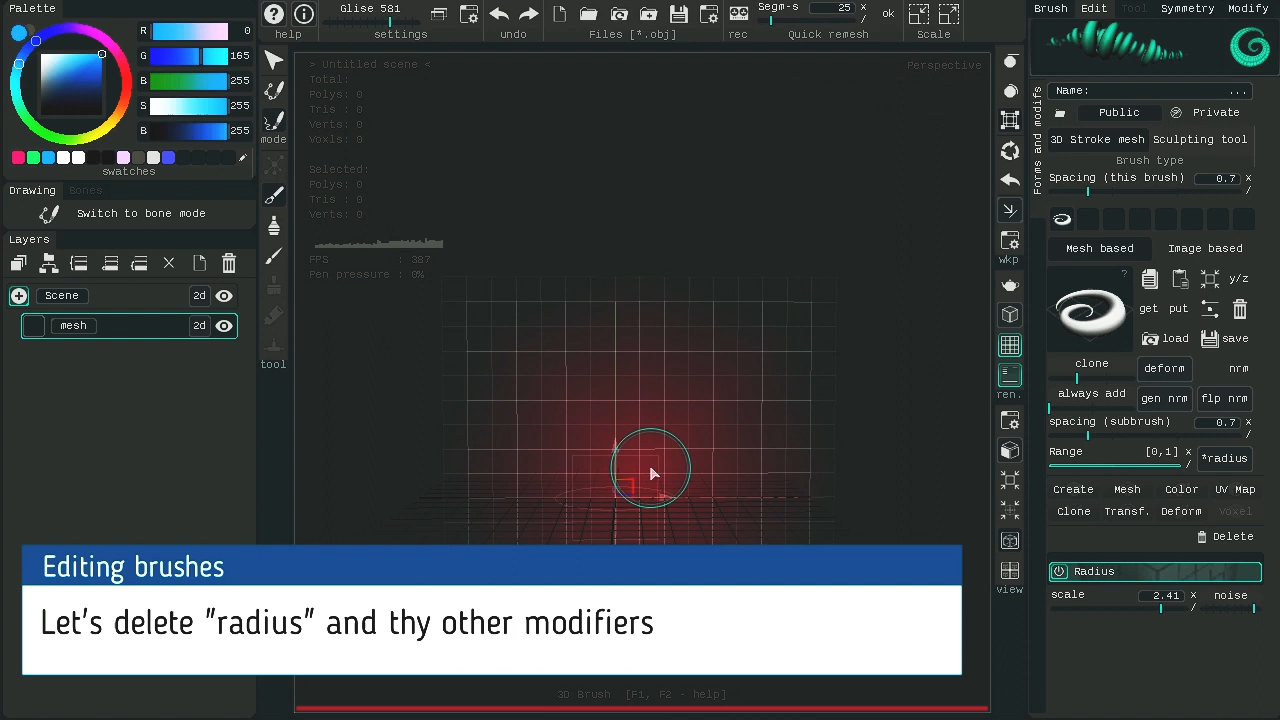 Palette
R 0
G 165
B 255
S 255
B 255
swatches
Drawing Bones
Switch to bone mode
Layers
Scene 2d
mesh 2d
help
Glise 581
settings
undo
Files [*.obj]
rec
Segm-s 25 x
/
ok
Quick remesh
Scale
mode
tool
> Untitled scene <
Total:
Polys: 0
Tris : 0
Verts: 0
Voxls: 0
Selected:
Polys: 0
Tris : 0
Verts: 0
FPS : 387
Pen pressure : 0%
Perspective
3D Brush [F1, F2 - help]
wkp
ren.
view
Brush Edit Tool Symmetry Modify
Forms and modifs
Name: ...
Public Private
3D Stroke mesh Sculpting tool
Brush type
Spacing (this brush) 0.7 x
/
Mesh based Image based
?
y/z
get put
load save
clone deform nrm
always add gen nrm flp nrm
spacing (subbrush) 0.7 x
/
Range [0,1] x
/ *radius
Create Mesh Color UV Map
Clone Transf. Deform Voxel
Delete
Radius
scale 2.41 x noise
/
Editing brushes
Let's delete "radius" and thy other modifiers